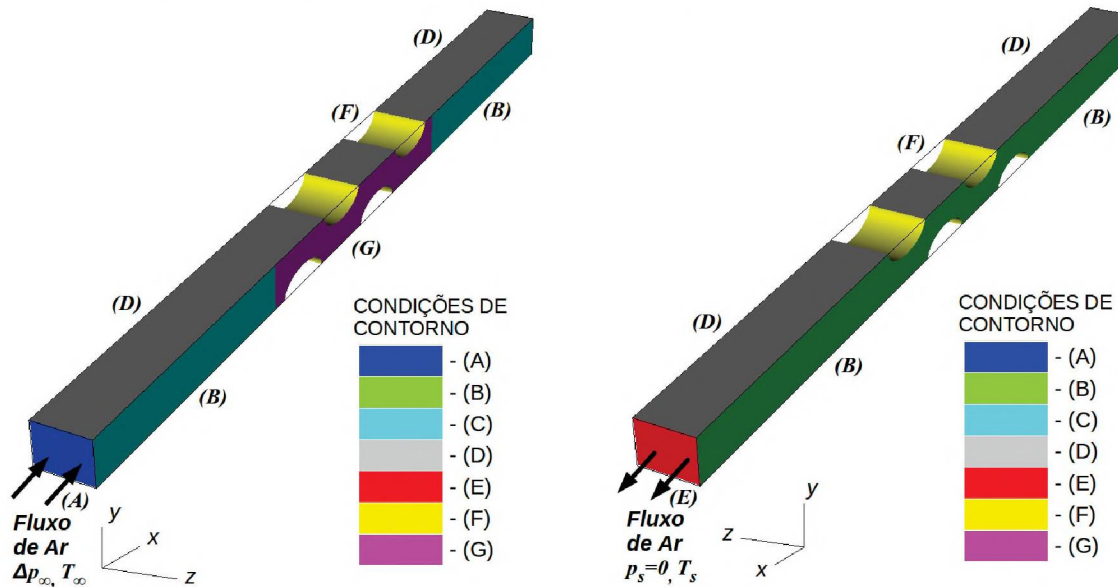 (D)
(F)
(B)
(G)
(D)
(B)
(A)
Fluxo
de Ar
Δp∞, T∞
y
x
z
CONDIÇÕES DE
CONTORNO
- (A)
- (B)
- (C)
- (D)
- (E)
- (F)
- (G)
(D)
(F)
(B)
(D)
(B)
(E)
Fluxo
de Ar
pₛ=0, Tₛ
y
z
x
CONDIÇÕES DE
CONTORNO
- (A)
- (B)
- (C)
- (D)
- (E)
- (F)
- (G)